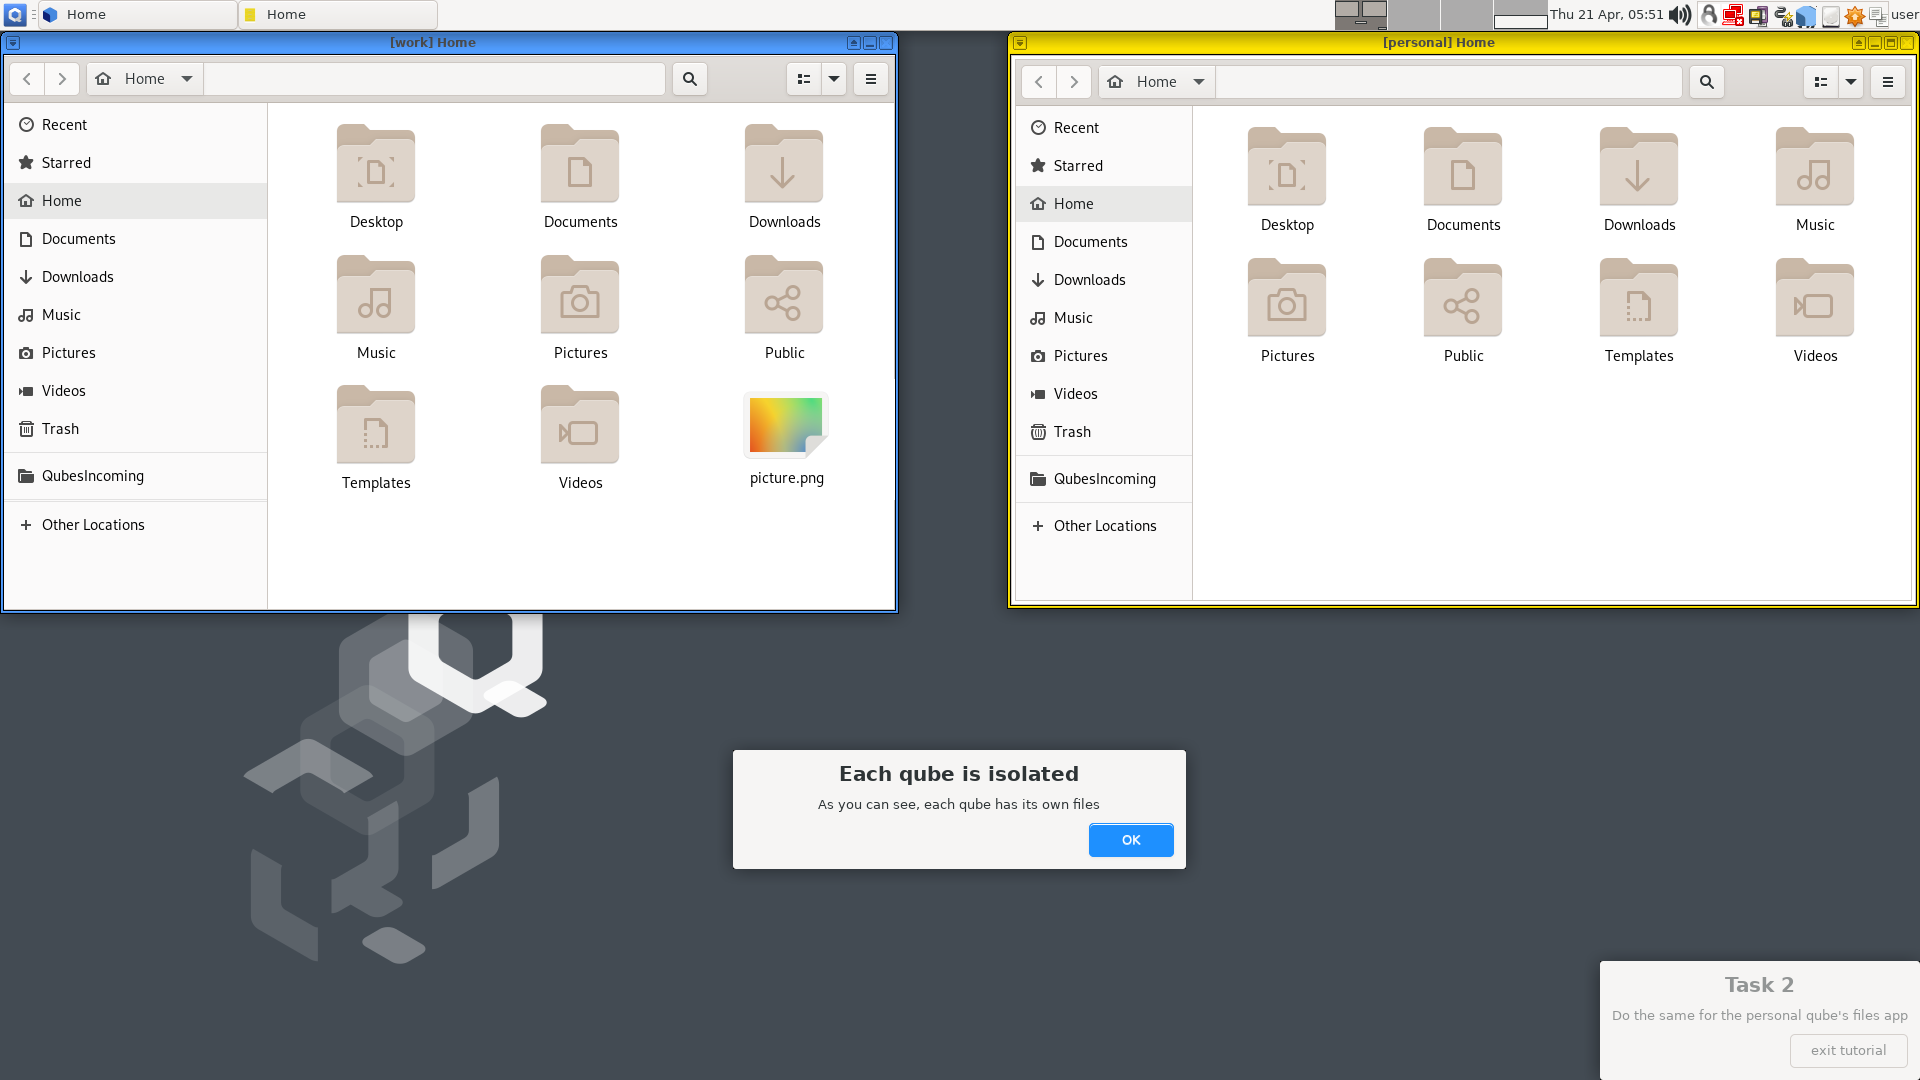 Home
Home
Thu 21 Apr, 05:51
user
[work] Home
Home
Recent
Starred
Home
Documents
Downloads
Music
Pictures
Videos
Trash
QubesIncoming
Other Locations
Desktop
Documents
Downloads
Music
Pictures
Public
Templates
Videos
picture.png
[personal] Home
Home
Recent
Starred
Home
Documents
Downloads
Music
Pictures
Videos
Trash
QubesIncoming
Other Locations
Desktop
Documents
Downloads
Music
Pictures
Public
Templates
Videos
Each qube is isolated
As you can see, each qube has its own files
OK
Task 2
Do the same for the personal qube's files app
exit tutorial